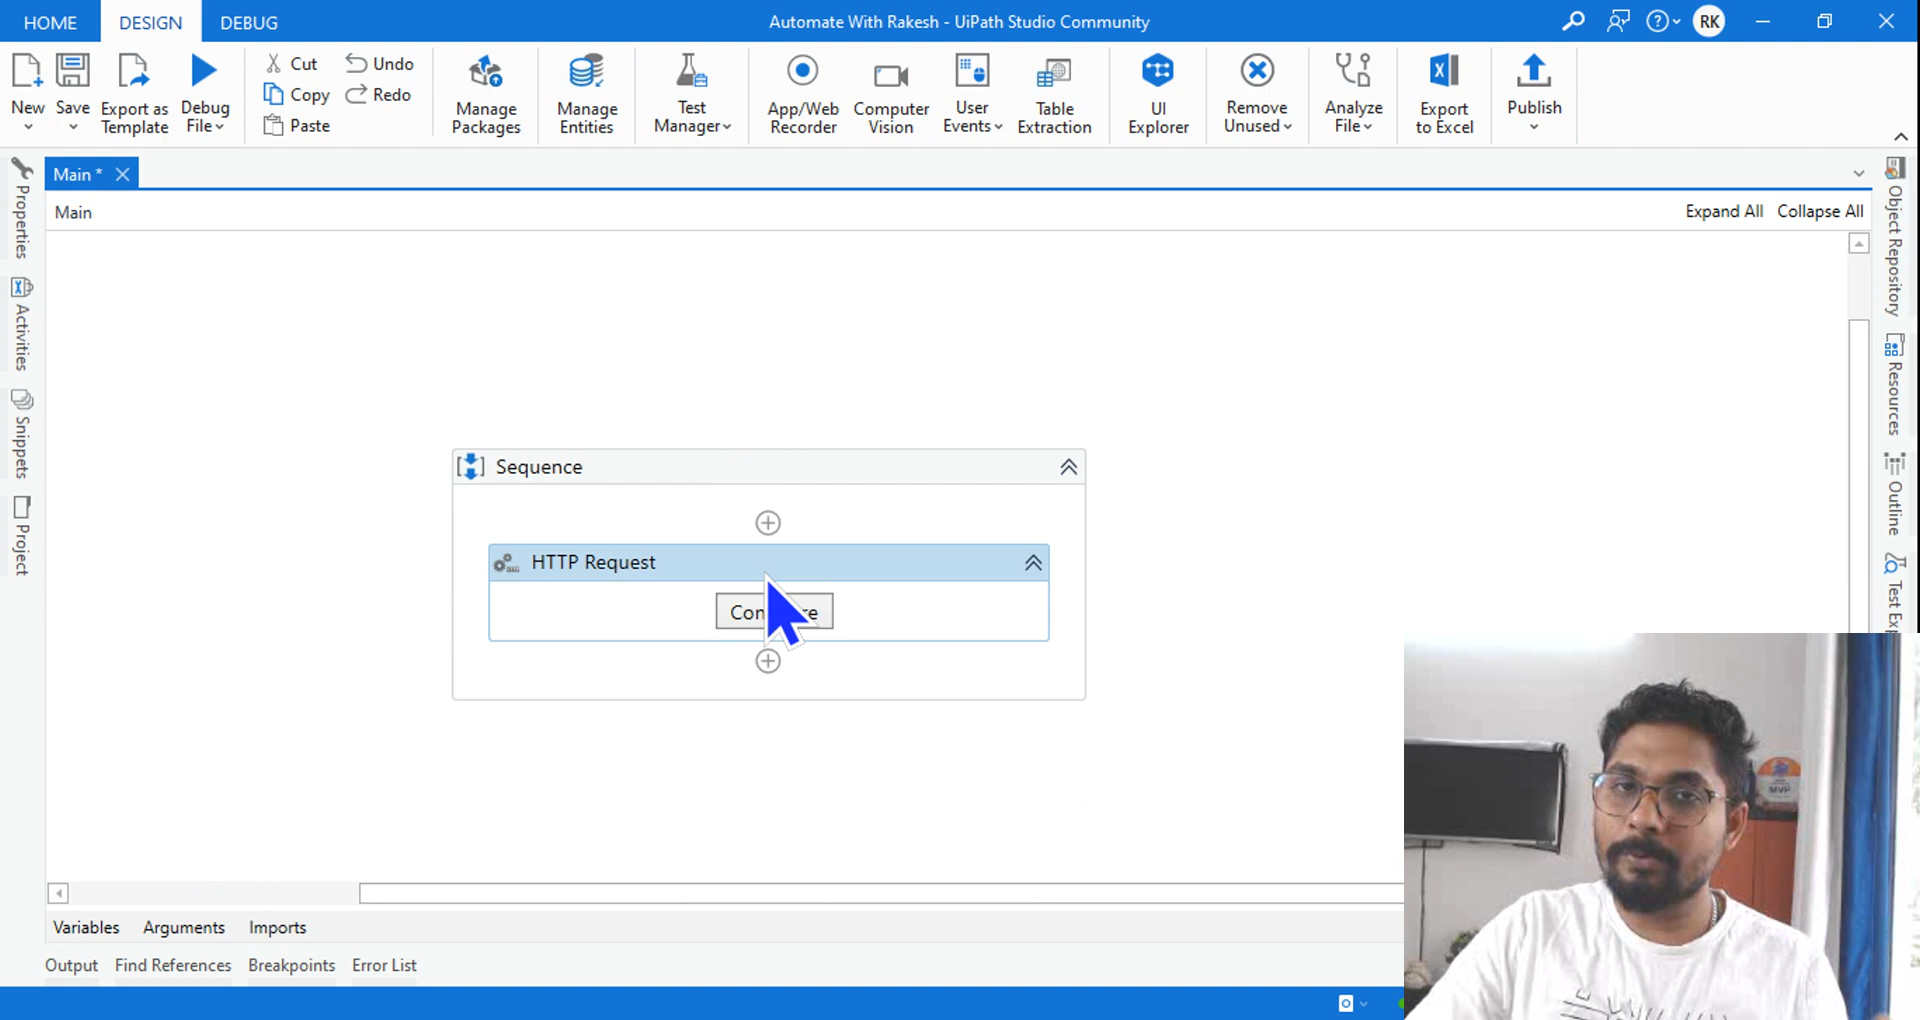 HOME DESIGN DEBUG Automate With Rakesh - UiPath Studio Community RK
New Save Export as Template Debug File Cut Copy Paste Undo Redo Manage Packages Manage Entities Test Manager App/Web Recorder Computer Vision User Events Table Extraction UI Explorer Remove Unused Analyze File Export to Excel Publish
Main *
Main Expand All Collapse All
Properties
Activities
Snippets
Project
Object Repository
Resources
Outline
Sequence
HTTP Request
Variables Arguments Imports
Output Find References Breakpoints Error List
MVP